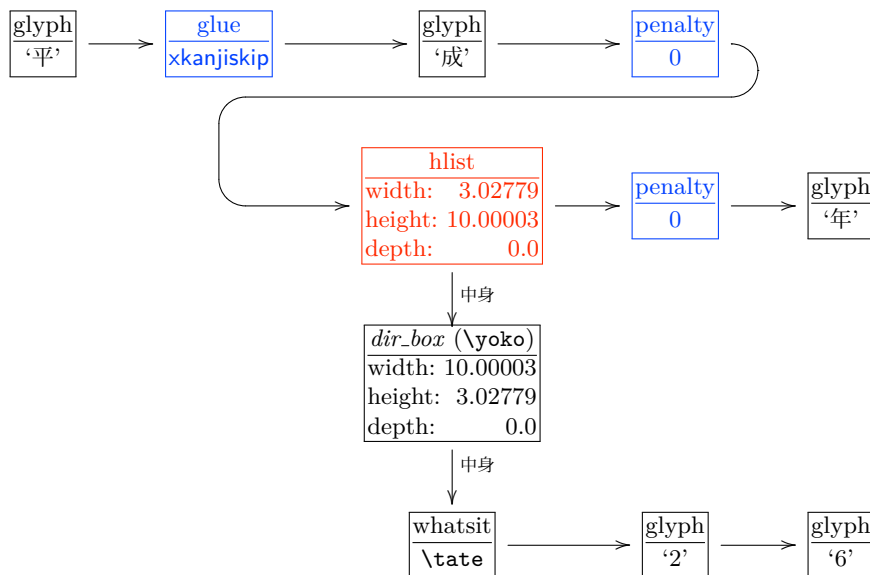 glyph
‘平’
glue
xkanjiskip
glyph
‘成’
penalty
0
hlist
width: 3.02779
height: 10.00003
depth: 0.0
penalty
0
glyph
‘年’
中身
dir_box (\yoko)
width: 10.00003
height: 3.02779
depth: 0.0
中身
whatsit
\tate
glyph
‘2’
glyph
‘6’